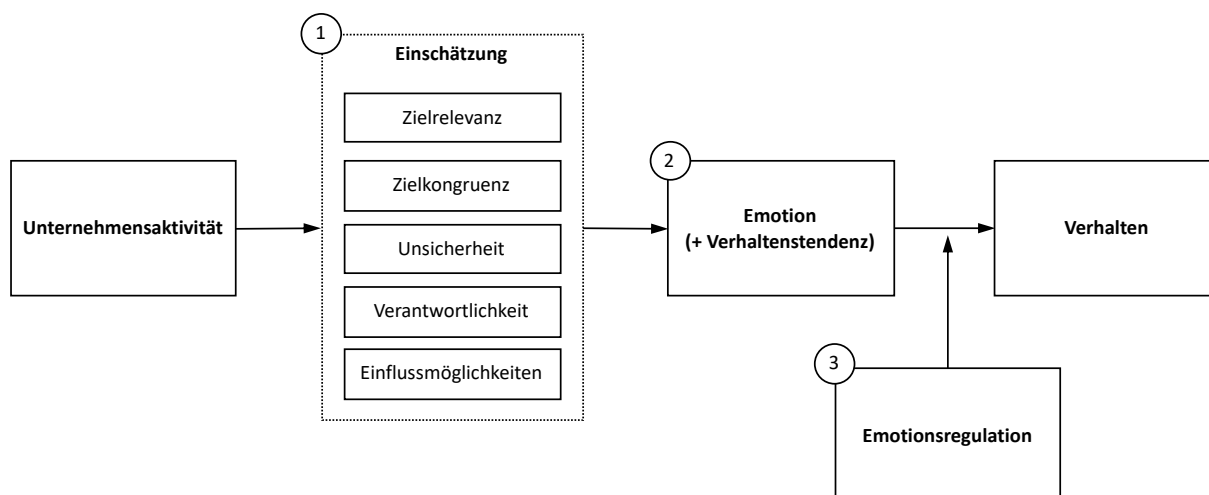 1
Einschätzung
Zielrelevanz
Zielkongruenz
Unsicherheit
Verantwortlichkeit
Einflussmöglichkeiten
Unternehmensaktivität
2
Emotion
(+ Verhaltenstendenz)
Verhalten
3
Emotionsregulation